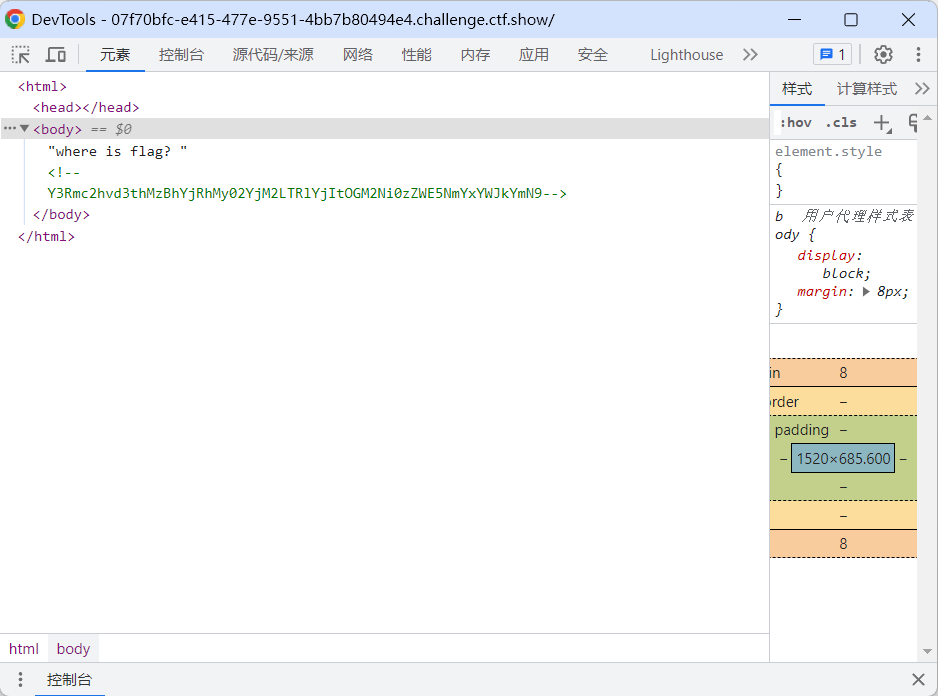 DevTools - 07f70bfc-e415-477e-9551-4bb7b80494e4.challenge.ctf.show/
元素 控制台 源代码/来源 网络 性能 内存 应用 安全 Lighthouse 1
<html>
<head></head>
<body> == $0
"where is flag? "
<!--
Y3Rmc2hvd3thMzBhYjRhMy02YjM2LTRlYjItOGM2Ni0zZWE5NmYxYWJkYmN9-->
</body>
</html>
样式 计算样式
:hov .cls
element.style
{
}
b 用户代理样式表
ody {
display:
block;
margin: 8px;
}
in 8
order –
padding –
– 1520×685.600 –
–
–
8
html body
控制台